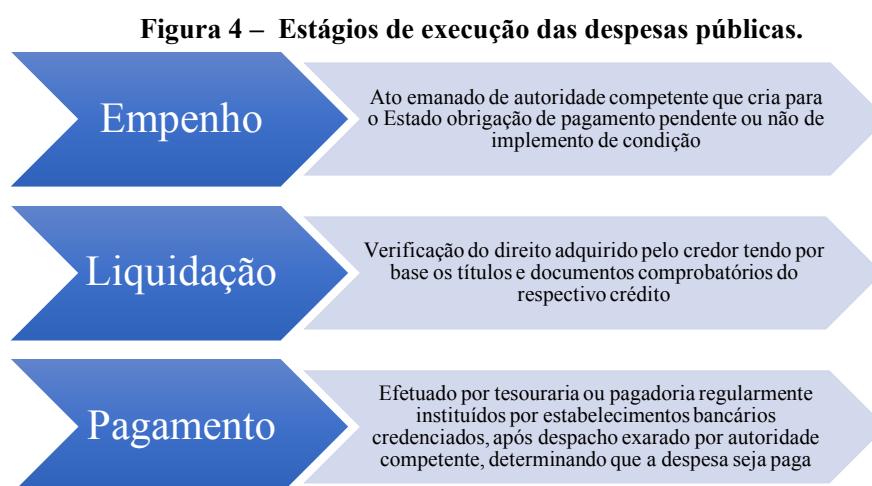 Figura 4 – Estágios de execução das despesas públicas.
Empenho
Ato emanado de autoridade competente que cria para
o Estado obrigação de pagamento pendente ou não de
implemento de condição
Liquidação
Verificação do direito adquirido pelo credor tendo por
base os títulos e documentos comprobatórios do
respectivo crédito
Pagamento
Efetuado por tesouraria ou pagadoria regularmente
instituídos por estabelecimentos bancários
credenciados, após despacho exarado por autoridade
competente, determinando que a despesa seja paga